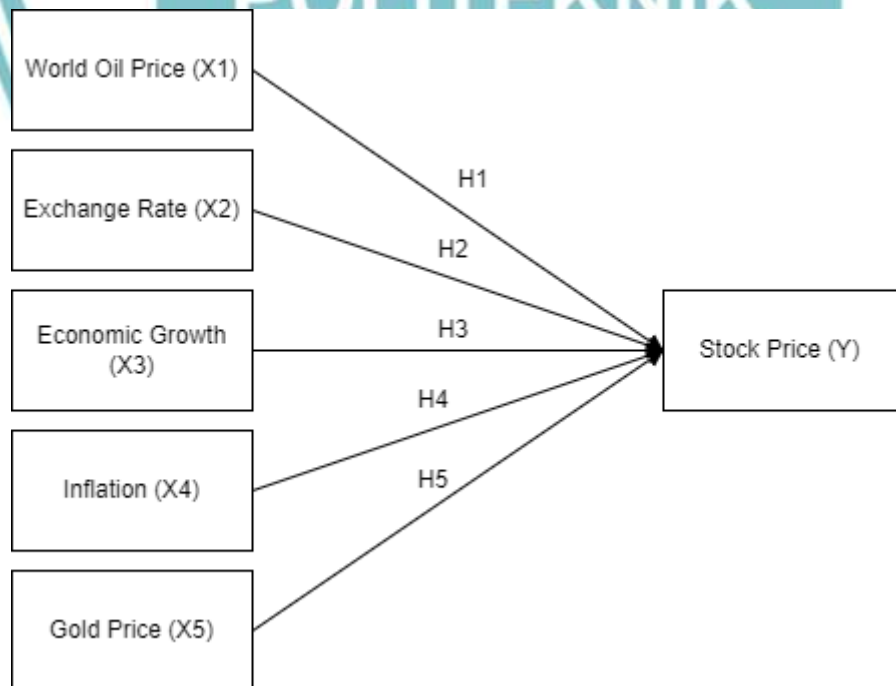 World Oil Price (X1)
H1
Exchange Rate (X2)
H2
Economic Growth
(X3)
H3
Stock Price (Y)
H4
Inflation (X4)
H5
Gold Price (X5)